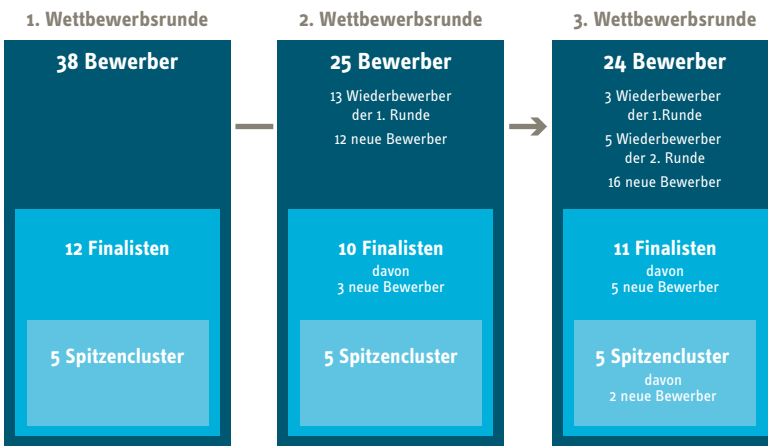 1. Wettbewerbsrunde
38 Bewerber
12 Finalisten
5 Spitzencluster
2. Wettbewerbsrunde
25 Bewerber
13 Wiederbewerber
der 1. Runde
12 neue Bewerber
10 Finalisten
davon
3 neue Bewerber
5 Spitzencluster
3. Wettbewerbsrunde
24 Bewerber
3 Wiederbewerber
der 1.Runde
5 Wiederbewerber
der 2. Runde
16 neue Bewerber
11 Finalisten
davon
5 neue Bewerber
5 Spitzencluster
davon
2 neue Bewerber